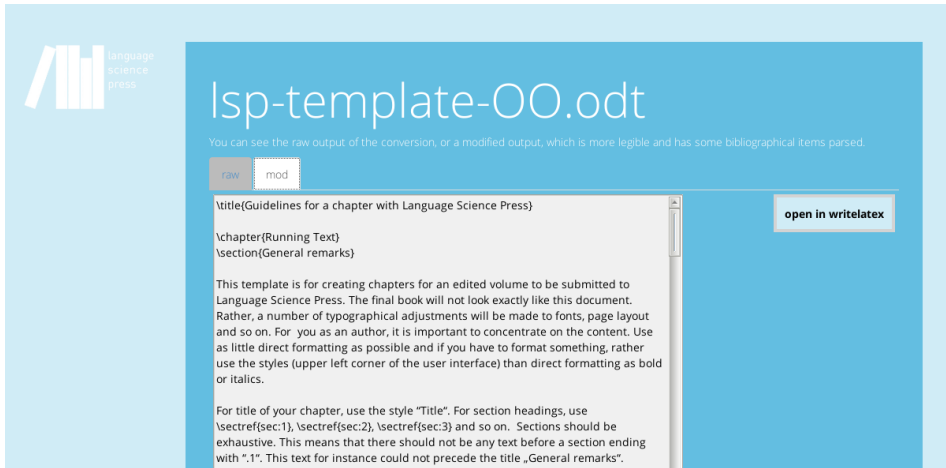 language
science
press
lsp-template-OO.odt
You can see the raw output of the conversion, or a modified output, which is more legible and has some bibliographical items parsed.
raw
mod
open in writelatex
\title{Guidelines for a chapter with Language Science Press}
\chapter{Running Text}
\section{General remarks}
This template is for creating chapters for an edited volume to be submitted to
Language Science Press. The final book will not look exactly like this document.
Rather, a number of typographical adjustments will be made to fonts, page layout
and so on. For  you as an author, it is important to concentrate on the content. Use
as little direct formatting as possible and if you have to format something, rather
use the styles (upper left corner of the user interface) than direct formatting as bold
or italics.
For title of your chapter, use the style “Title“. For section headings, use
\sectref{sec:1}, \sectref{sec:2}, \sectref{sec:3} and so on.  Sections should be
exhaustive. This means that there should not be any text before a section ending
with “.1“. This text for instance could not precede the title „General remarks“.